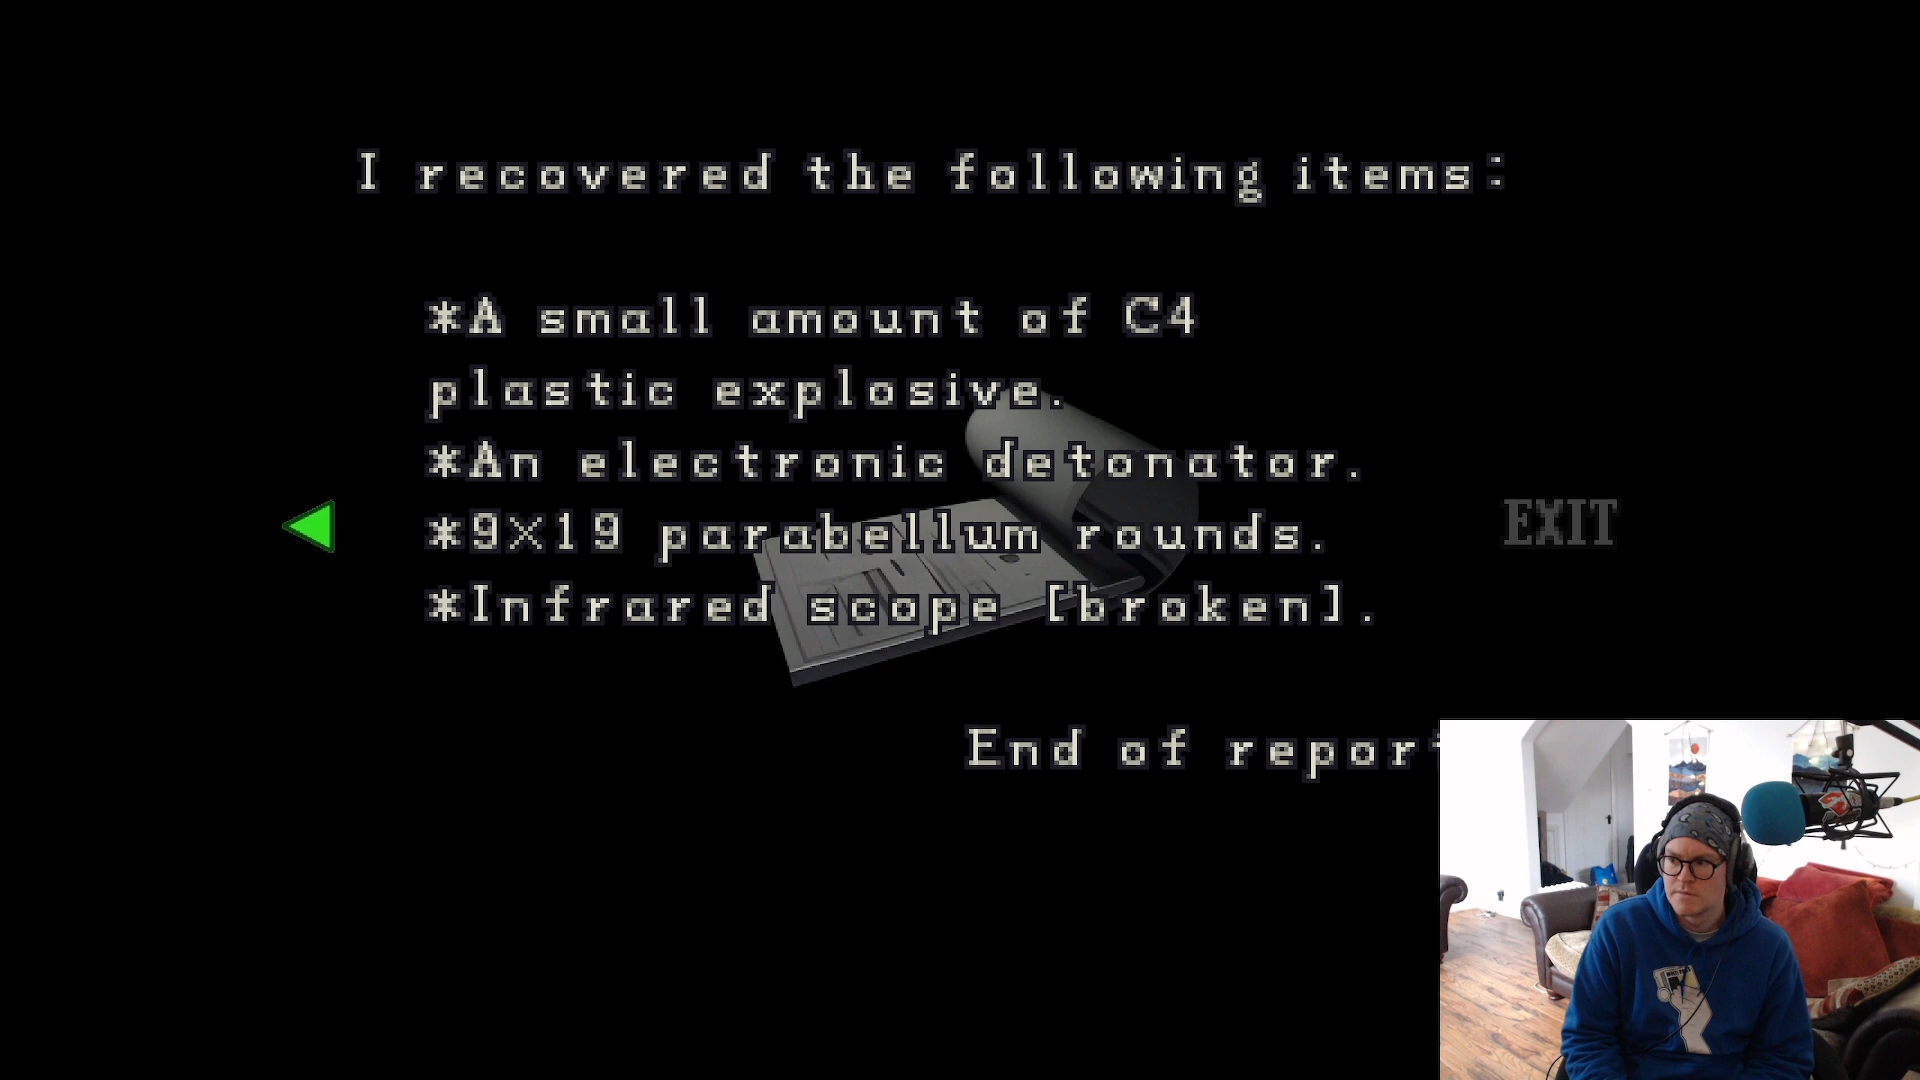 I recovered the following items:
*A small amount of C4
plastic explosive.
*An electronic detonator.
*9×19 parabellum rounds.
*Infrared scope [broken].
EXIT
End of report